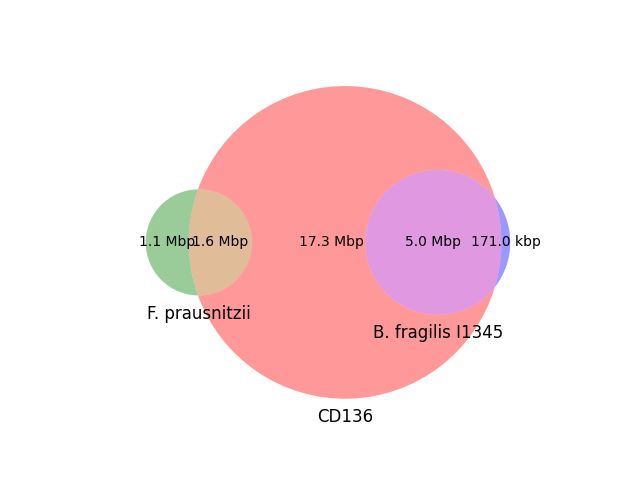 1.1 Mbp 1.6 Mbp 17.3 Mbp 5.0 Mbp 171.0 kbp
F. prausnitzii
B. fragilis I1345
CD136